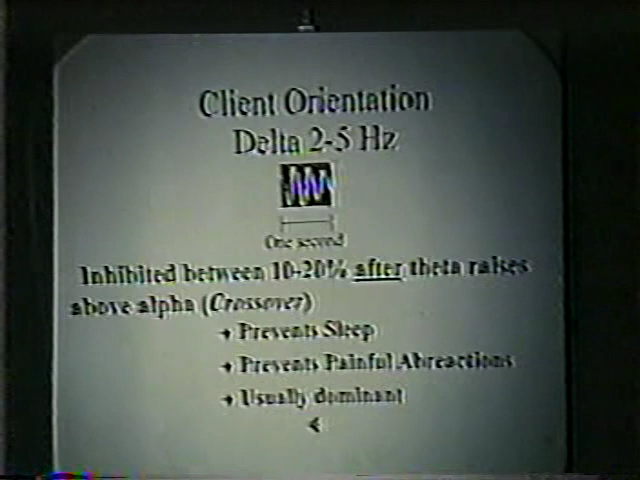 Client Orientation
Delta 2-5 Hz
One second
Inhibited between 10-20% after theta raises
above alpha (Crossover)
Prevents Sleep
Prevents Painful Abreactions
Usually dominant